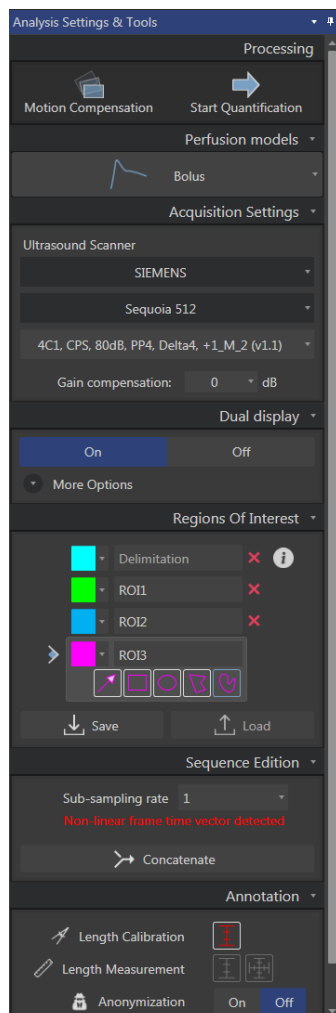 Analysis Settings & Tools
Processing
Motion Compensation
Start Quantification
Perfusion models
Bolus
Acquisition Settings
Ultrasound Scanner
SIEMENS
Sequoia 512
4C1, CPS, 80dB, PP4, Delta4, +1_M_2 (v1.1)
Gain compensation: 0 dB
Dual display
On Off
More Options
Regions Of Interest
Delimitation
ROI1
ROI2
ROI3
Save Load
Sequence Edition
Sub-sampling rate 1
Non-linear frame time vector detected
Concatenate
Annotation
Length Calibration
Length Measurement
Anonymization On Off